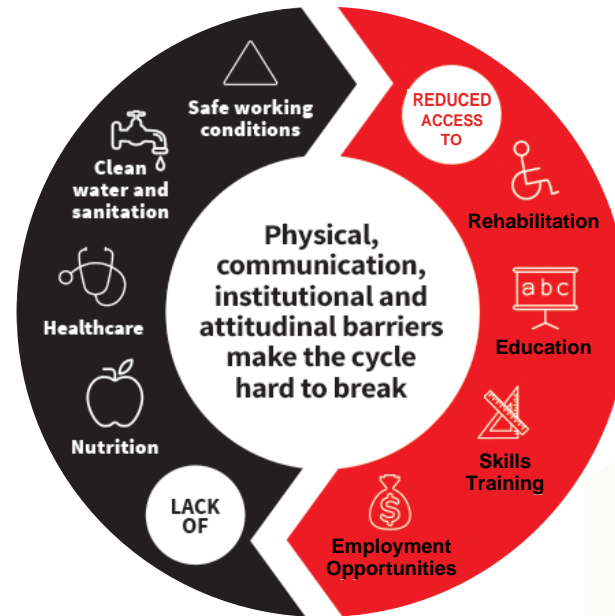 Safe working
conditions
Clean
water and
sanitation
Healthcare
Nutrition
LACK
OF
REDUCED
ACCESS
TO
Rehabilitation
abc
Education
Skills
Training
$
Employment
Opportunities
Physical,
communication,
institutional and
attitudinal barriers
make the cycle
hard to break